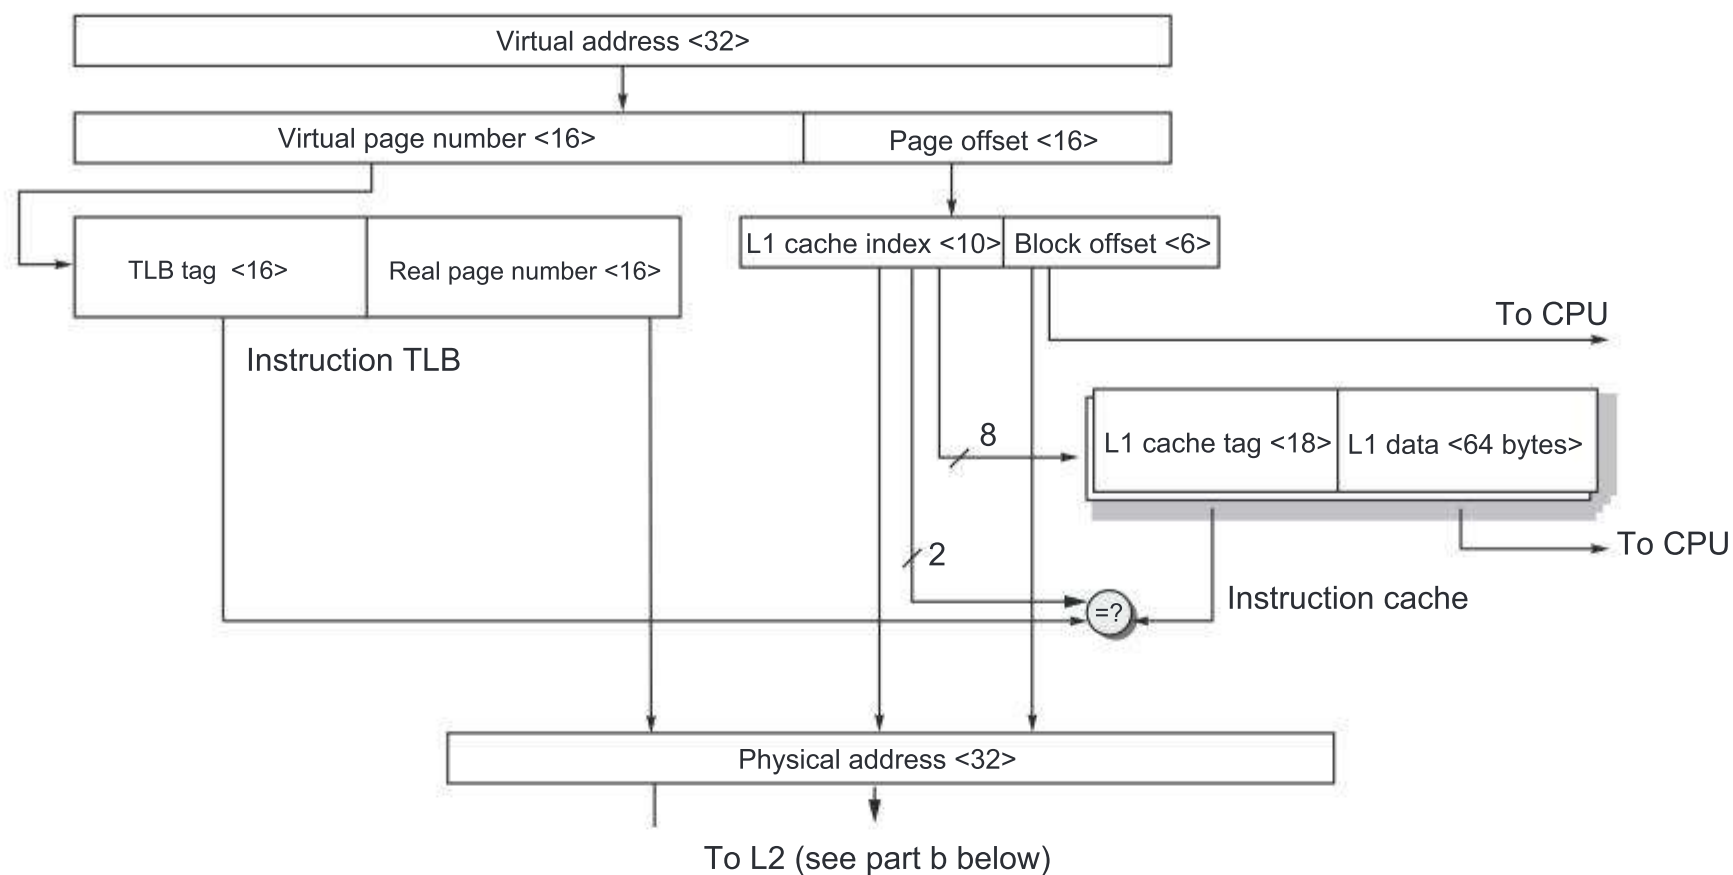 Virtual address <32>
Virtual page number <16>
Page offset <16>
L1 cache index <10>
Block offset <6>
TLB tag <16>
Real page number <16>
To CPU
Instruction TLB
8
L1 cache tag <18>
L1 data <64 bytes>
2
To CPU
Instruction cache
=?
Physical address <32>
To L2 (see part b below)